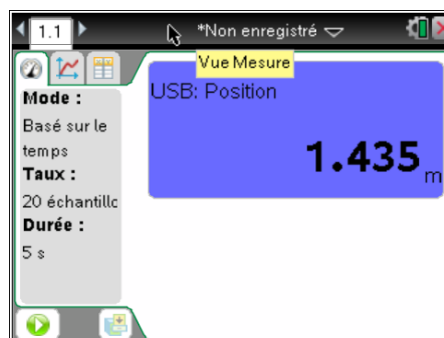 1.1
*Non enregistré
Vue Mesure
Mode :
Basé sur le
temps
Taux :
20 échantillc
Durée :
5 s
USB: Position
1.435 m